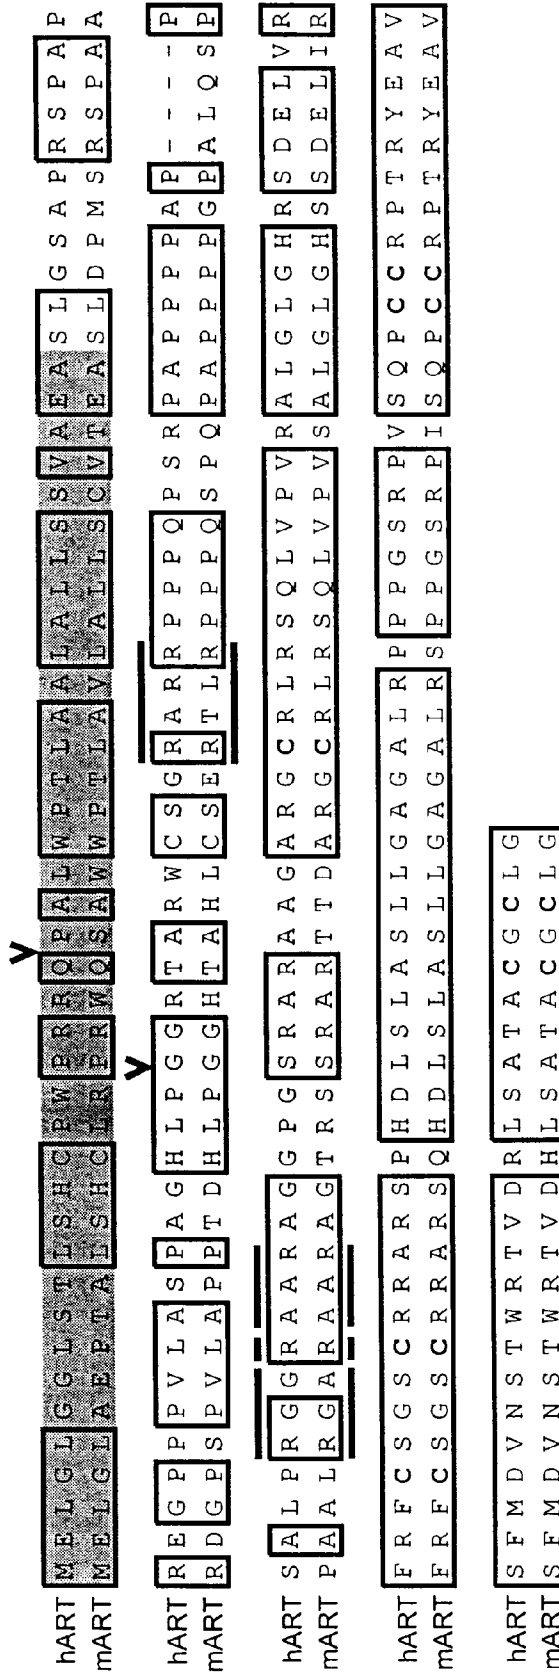 hART M E L G L G G L S T L S H C P W P R R Q P A L W P T L A A L A L L S S V A E A S L G S A P R S P A P
mART M E L G L A E P T A L S H C L R P R W Q S A W W P T L A V L A L L S C V T E A S L D P M S R S P A A
hART R E G P P P V L A S P A G H L P G G R T A R W C S G R A R R P P P Q P S R P A P P P P A P - - - - P
mART R D G P S P V L A P P T D H L P G G H T A H L C S E R T L R P P P Q S P Q P A P P P P G P A L Q S P
hART S A L P R G G R A A R A G G P G S R A R A A G A R G C R L R S Q L V P V R A L G L G H R S D E L V R
mART P A A L R G A R A A R A G T R S S R A R T T D A R G C R L R S Q L V P V S A L G L G H S S D E L I R
hART F R F C S G S C R R A R S P H D L S L A S L L G A G A L R P P P G S R P V S Q P C C R P T R Y E A V
mART F R F C S G S C R R A R S Q H D L S L A S L L G A G A L R S P P G S R P I S Q P C C R P T R Y E A V
hART S F M D V N S T W R T V D R L S A T A C G C L G
mART S F M D V N S T W R T V D H L S A T A C G C L G